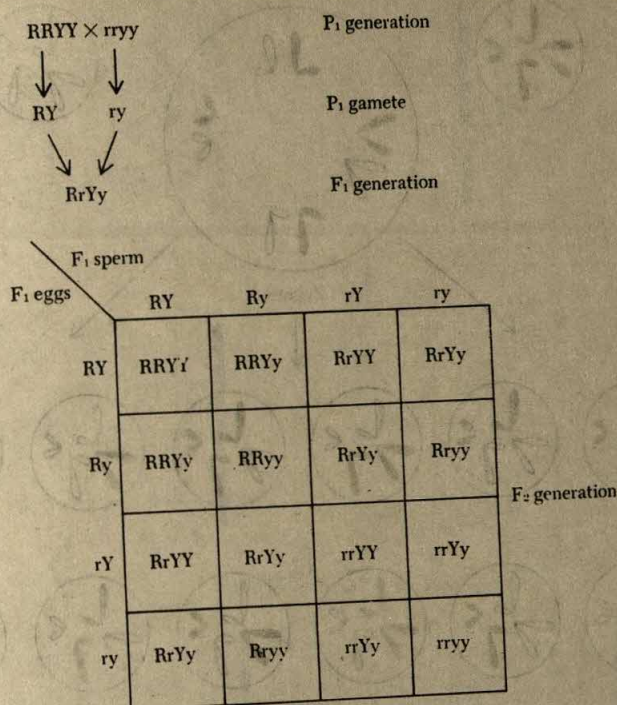 RRYY × rryy P₁ generation
RY ry P₁ gamete
RrYy F₁ generation
F₁ sperm
F₁ eggs
RY Ry rY ry
RY RRYY RRYy RrYY RrYy
Ry RRYy RRyy RrYy Rryy
F₂ generation
rY RrYY RrYy rrYY rrYy
ry RrYy Rryy rrYy rryy